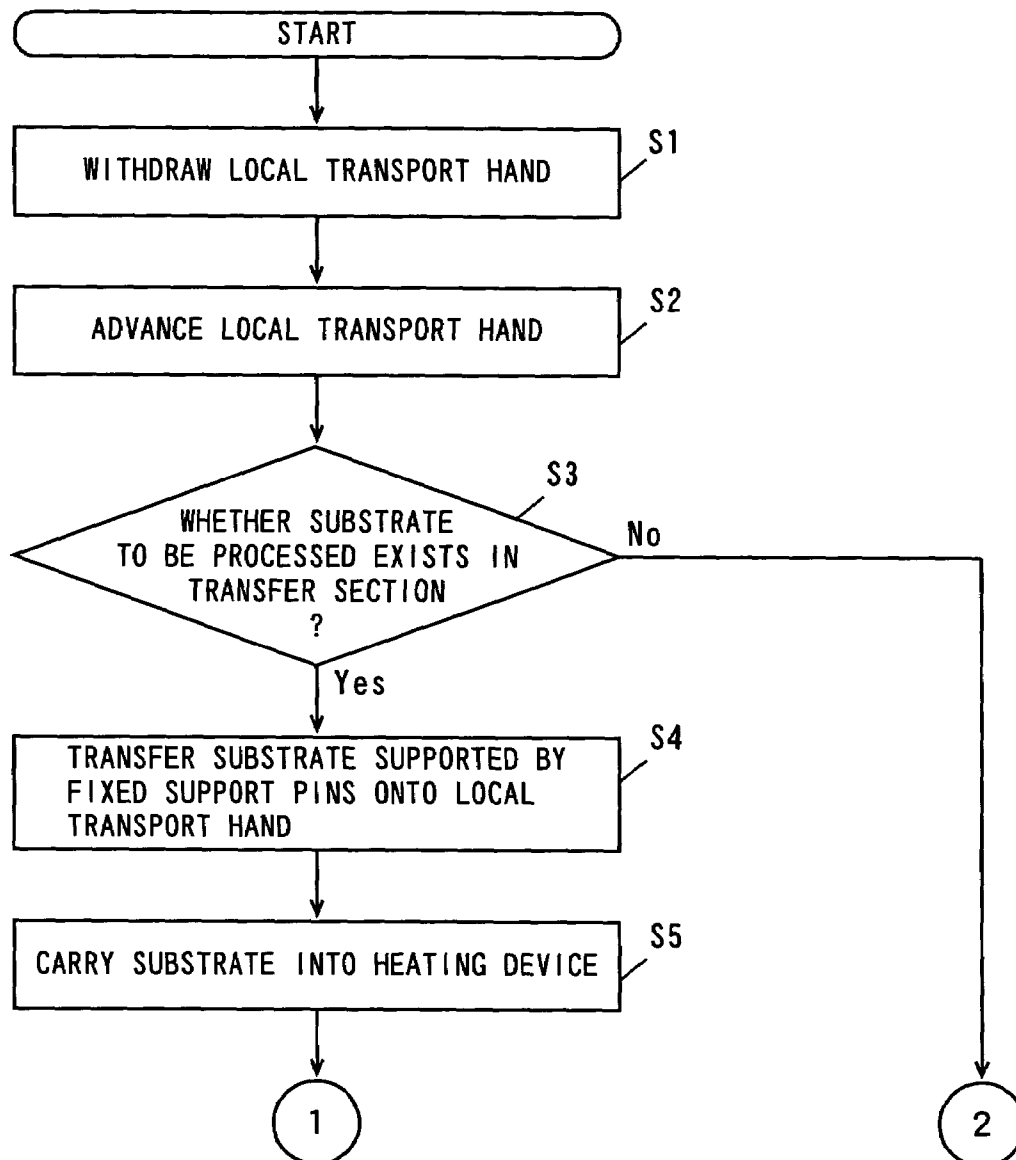 START
S1
WITHDRAW LOCAL TRANSPORT HAND
S2
ADVANCE LOCAL TRANSPORT HAND
S3
WHETHER SUBSTRATE
TO BE PROCESSED EXISTS IN
TRANSFER SECTION
?
No
Yes
S4
TRANSFER SUBSTRATE SUPPORTED BY
FIXED SUPPORT PINS ONTO LOCAL
TRANSPORT HAND
S5
CARRY SUBSTRATE INTO HEATING DEVICE
1
2